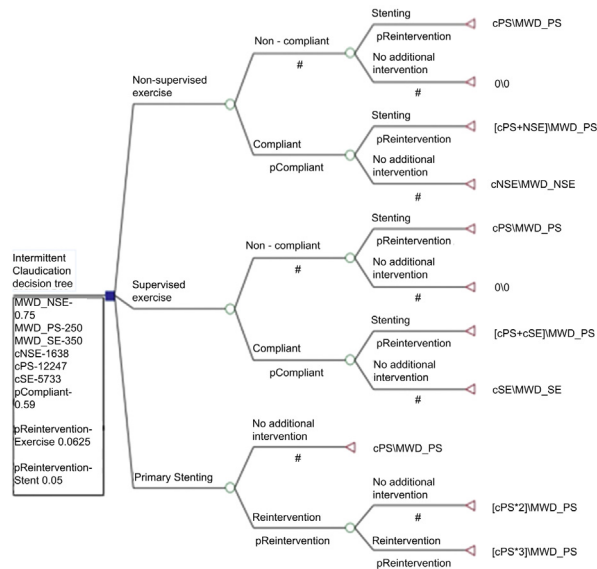 Stenting
cPS\MWD_PS
pReintervention
Non - compliant
#
No additional
intervention
0\0
#
Non-supervised
exercise
Stenting
[cPS+NSE]\MWD_PS
pReintervention
Compliant
pCompliant
No additional
intervention
cNSE\MWD_NSE
#
Stenting
cPS\MWD_PS
pReintervention
Non - compliant
#
No additional
intervention
0\0
#
Intermittent
Claudication
decision tree
MWD_NSE-
0.75
MWD_PS-250
MWD_SE-350
cNSE-1638
cPS-12247
cSE-5733
pCompliant-
0.59
pReintervention-
Exercise 0.0625
pReintervention-
Stent 0.05
Supervised
exercise
Stenting
[cPS+cSE]\MWD_PS
pReintervention
Compliant
pCompliant
No additional
intervention
cSE\MWD_SE
#
No additional
intervention
cPS\MWD_PS
#
Primary Stenting
No additional
intervention
[cPS*2]\MWD_PS
#
Reintervention
pReintervention
Reintervention
[cPS*3]\MWD_PS
pReintervention